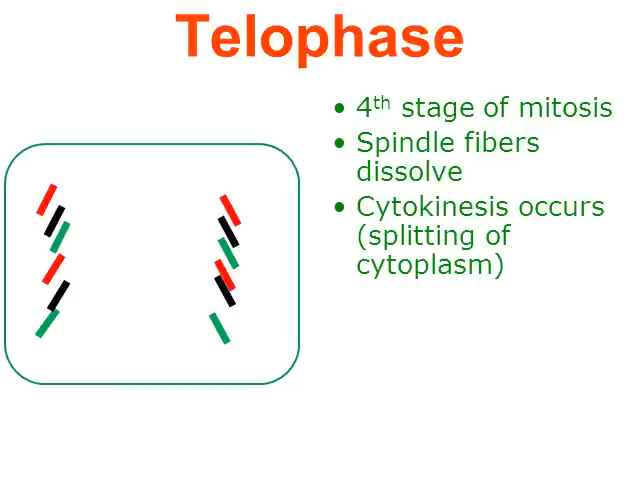 Telophase
• 4th stage of mitosis
• Spindle fibers
dissolve
• Cytokinesis occurs
(splitting of
cytoplasm)